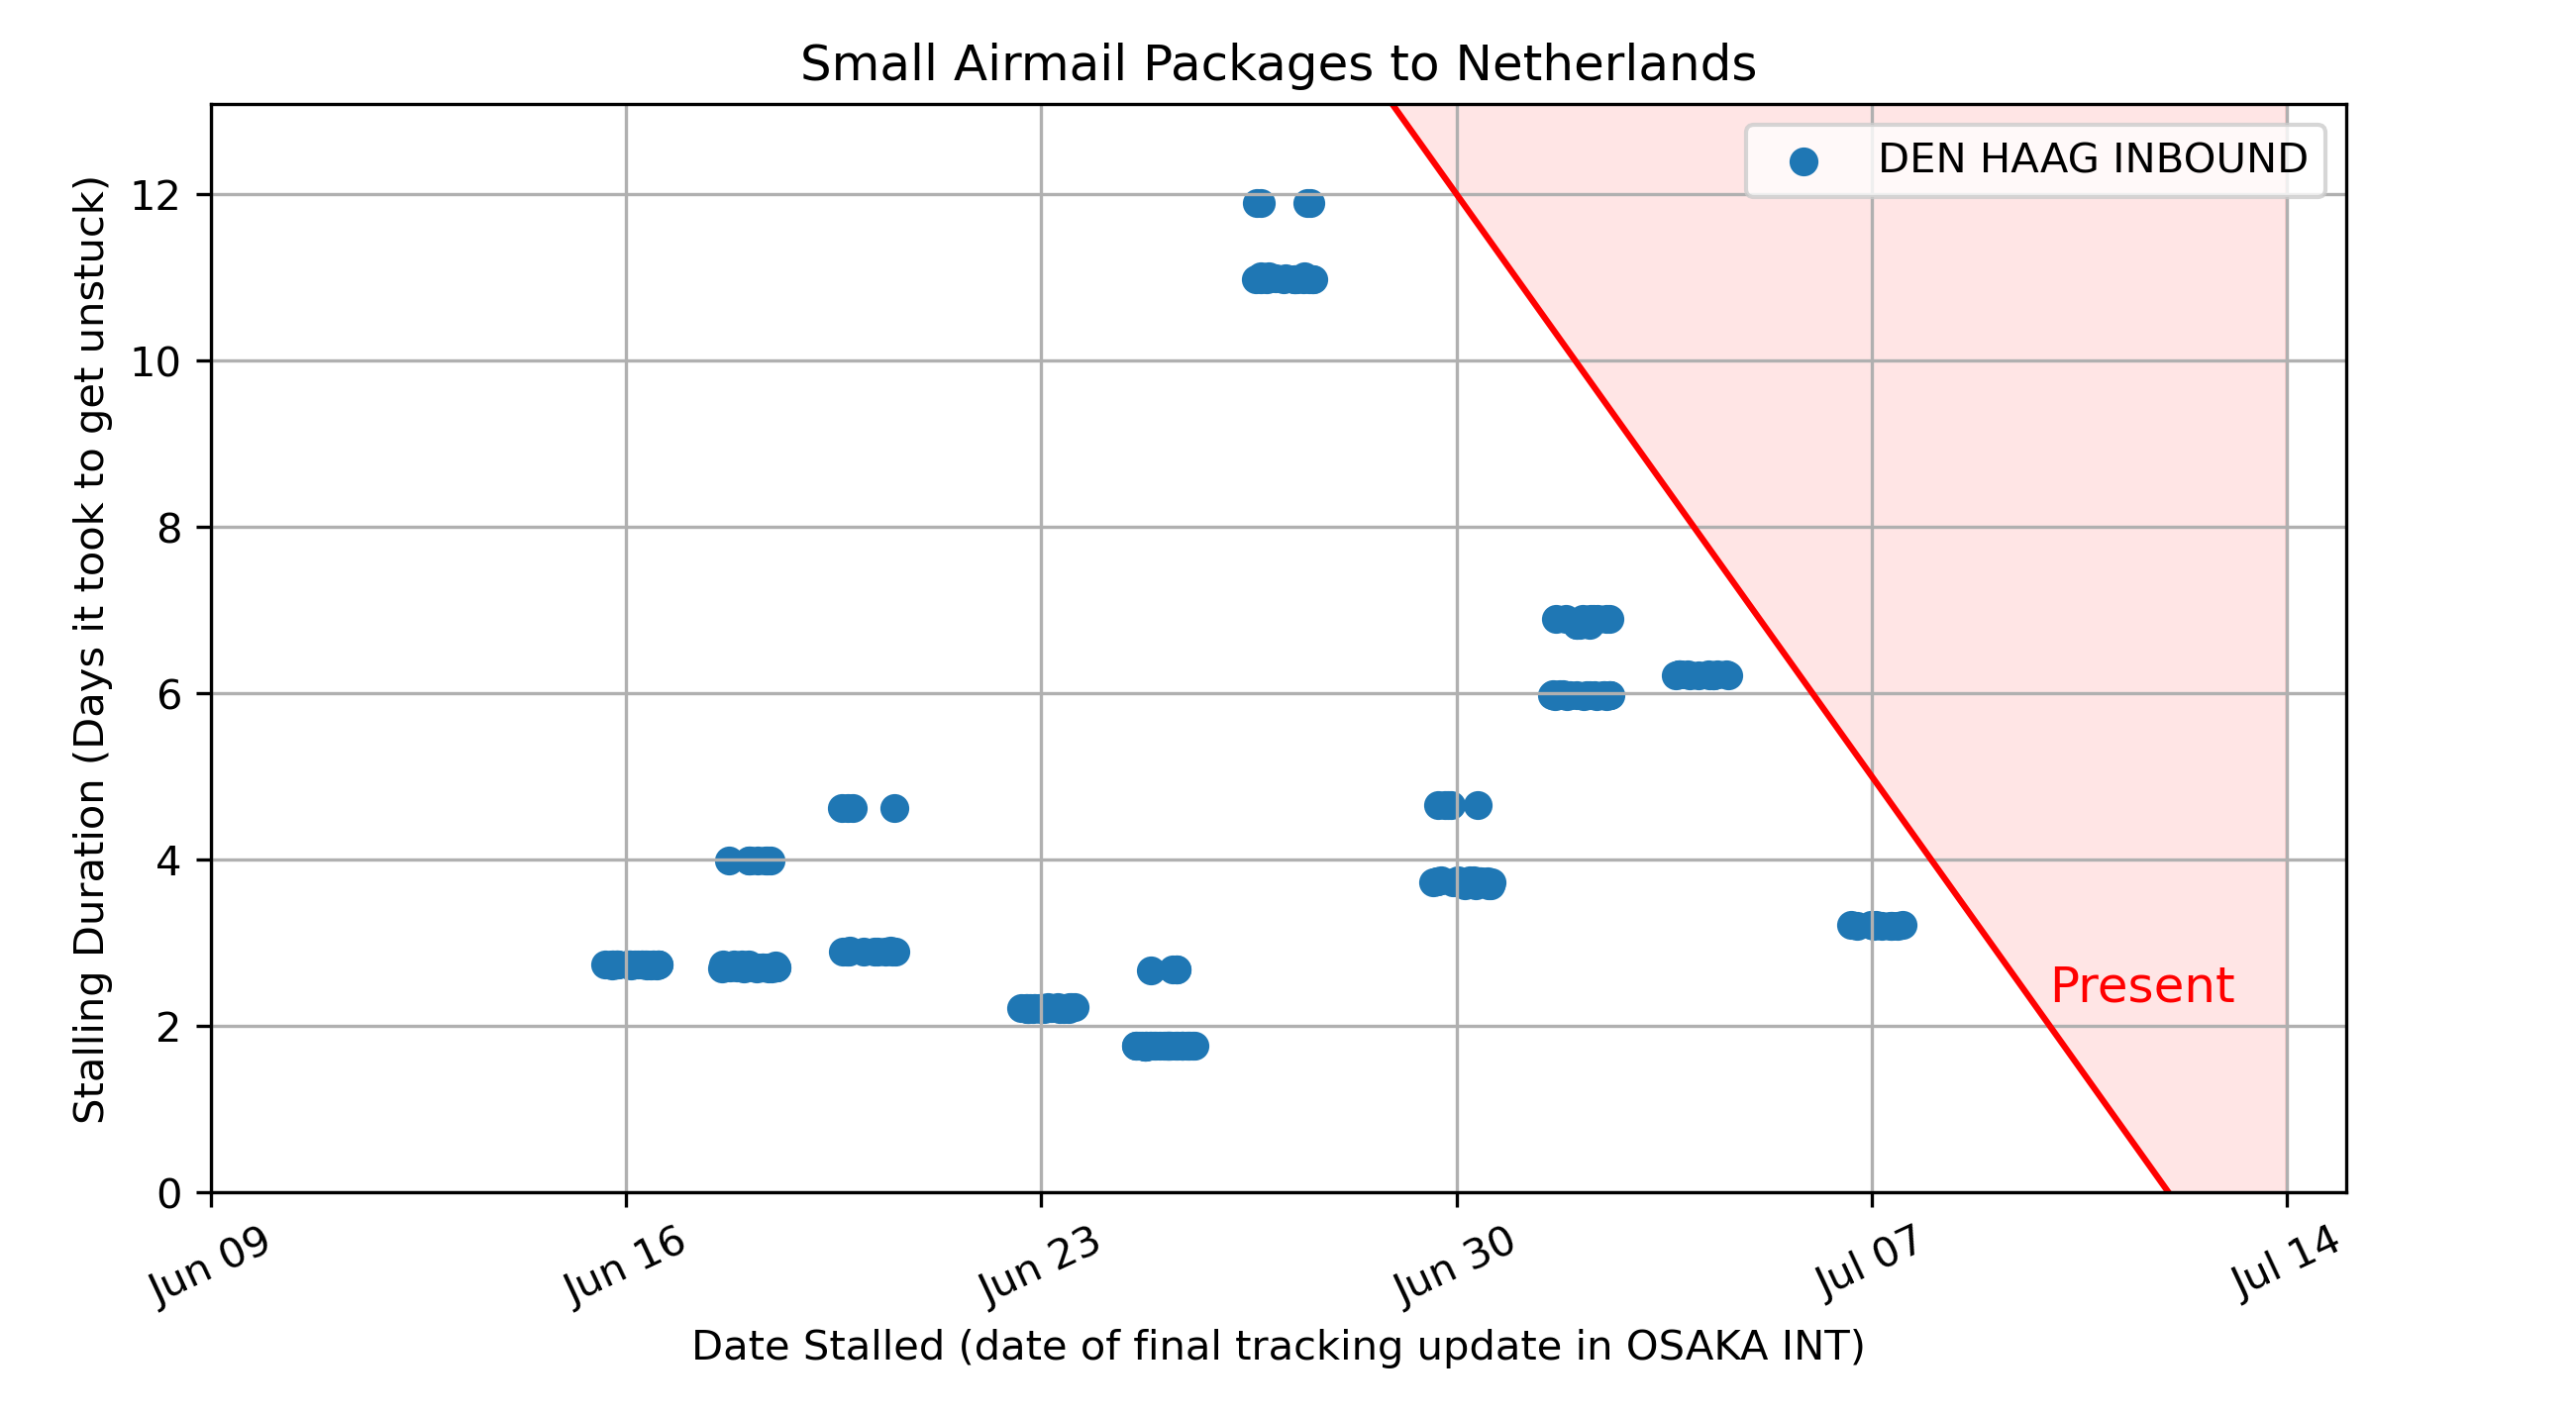 Small Airmail Packages to Netherlands
DEN HAAG INBOUND
Stalling Duration (Days it took to get unstuck)
12
10
8
6
4
2
0
Present
Jun 09
Jun 16
Jun 23
Jun 30
Jul 07
Jul 14
Date Stalled (date of final tracking update in OSAKA INT)